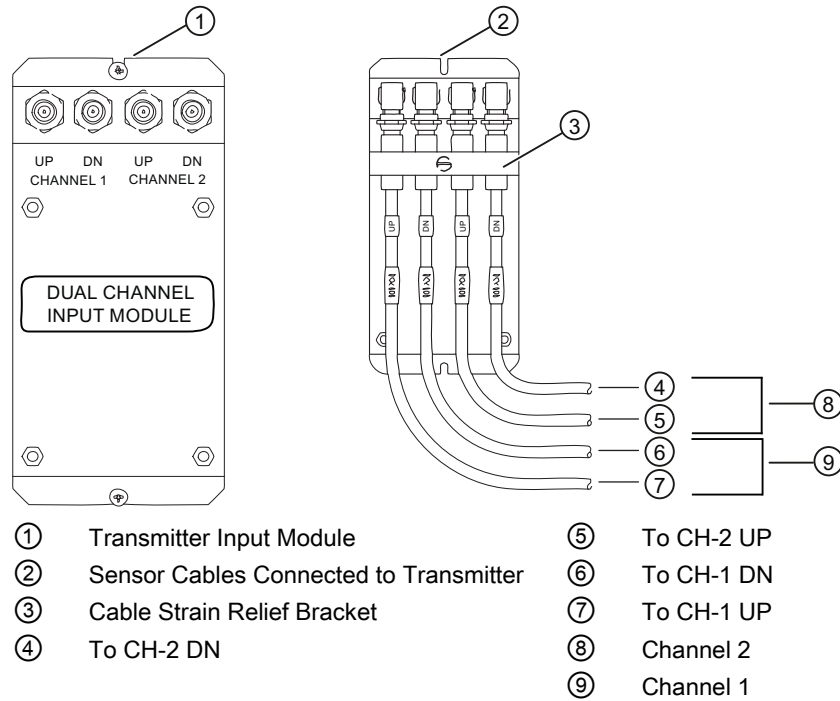 ① ②
③
UP DN UP DN
CHANNEL 1 CHANNEL 2
DUAL CHANNEL
INPUT MODULE
UP DN UP DN
④
⑤
⑥
⑦
⑧
⑨
① Transmitter Input Module
② Sensor Cables Connected to Transmitter
③ Cable Strain Relief Bracket
④ To CH-2 DN
⑤ To CH-2 UP
⑥ To CH-1 DN
⑦ To CH-1 UP
⑧ Channel 2
⑨ Channel 1